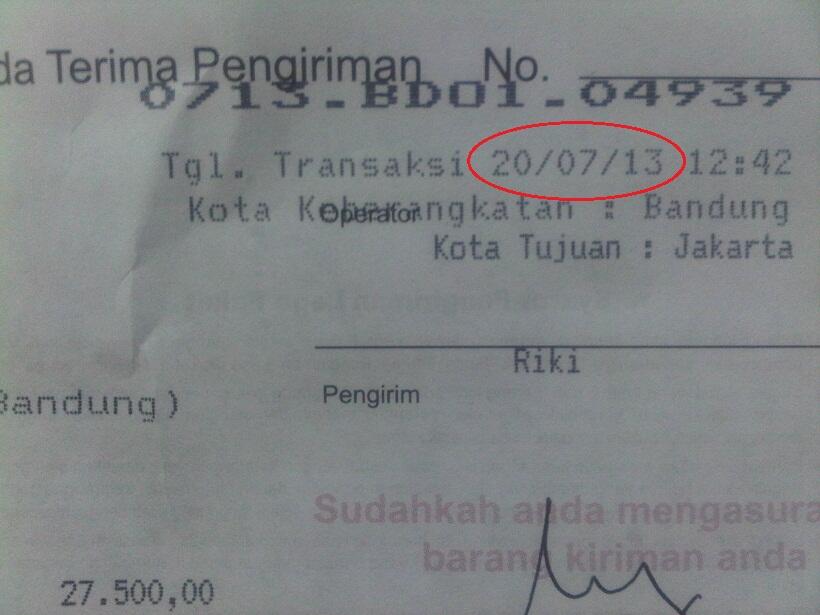 da Terima Pengiriman No.
0713-BD01-04939
Tgl. Transaksi 20/07/13 12:42
Kota Keberangkatan : Bandung
Operator
Kota Tujuan : Jakarta
Riki
Pengirim
Bandung)
Sudahkah anda mengasura
barang kiriman anda
27.500,00